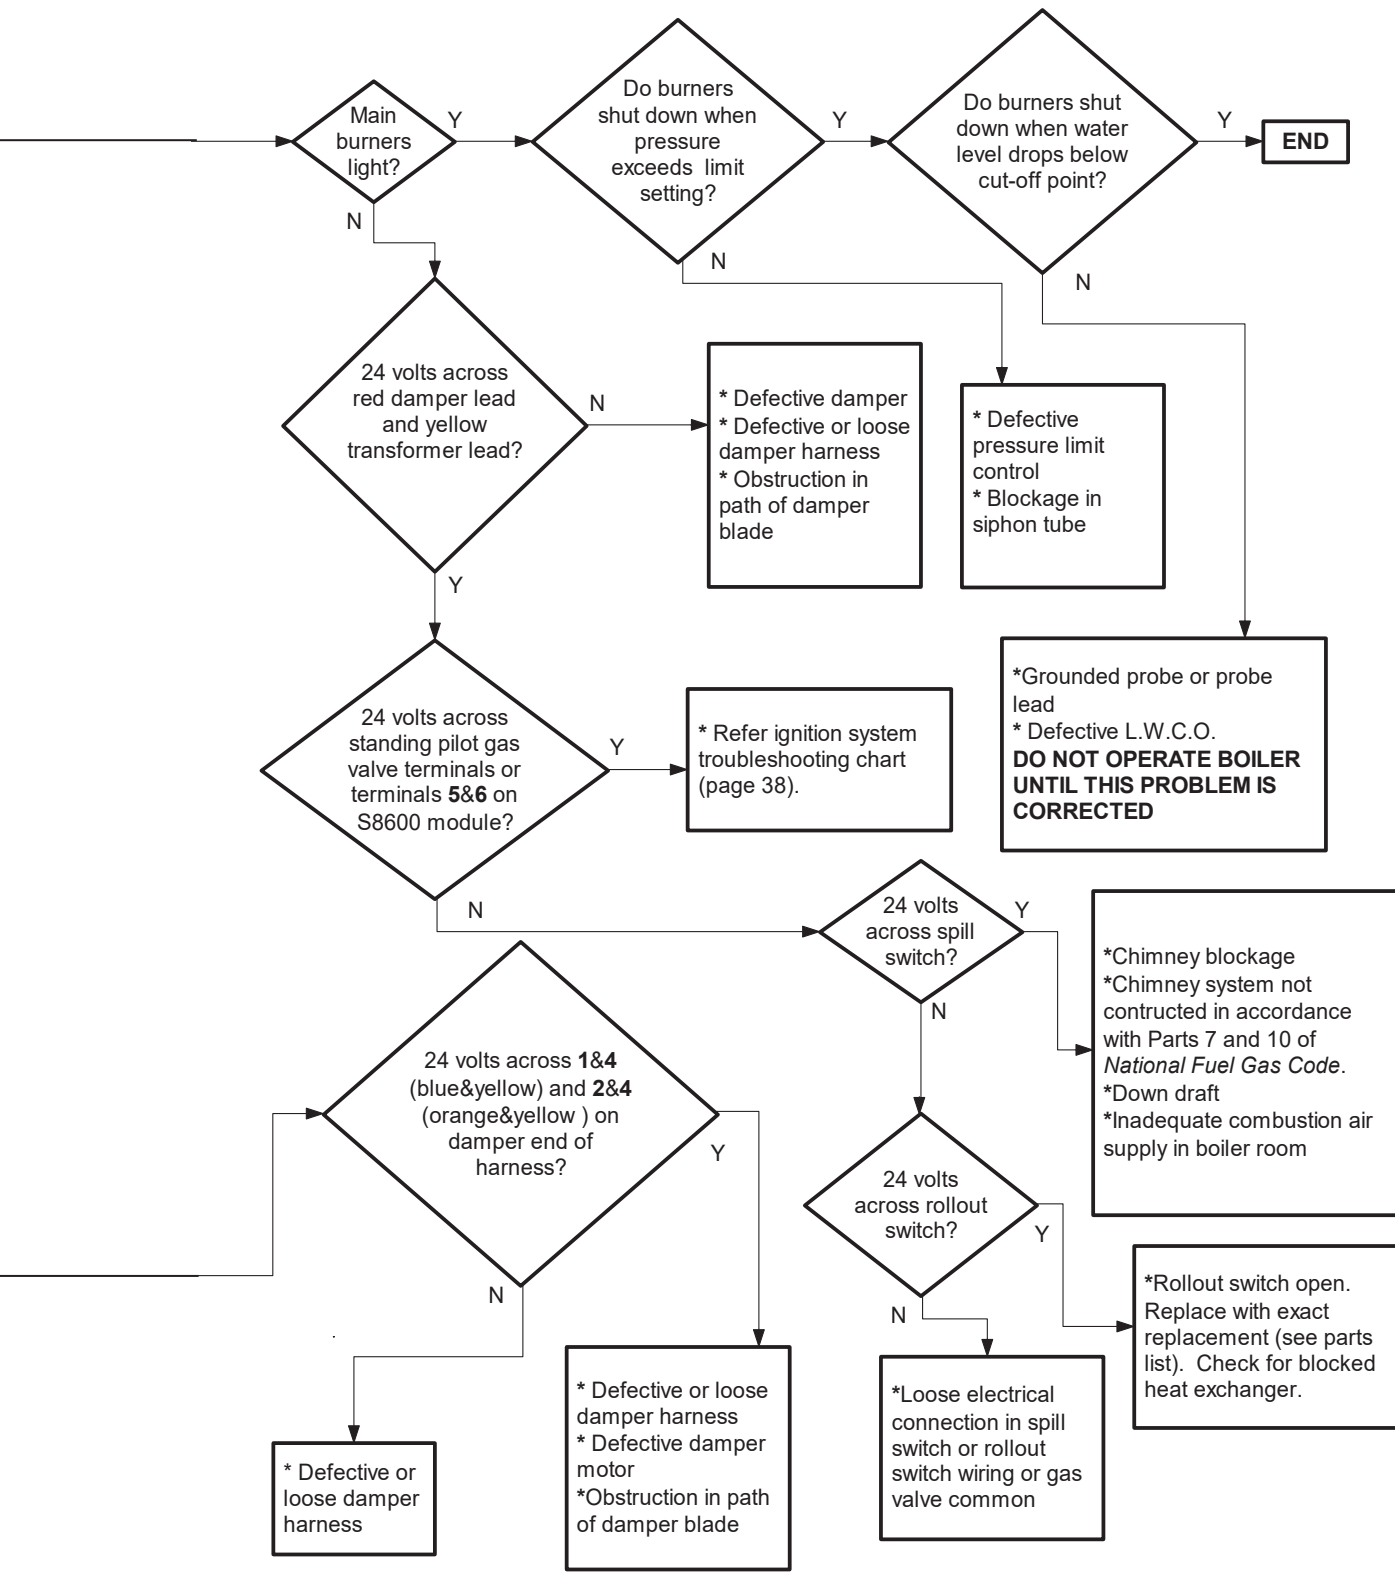 Main
burners
light?
Y
N
Do burners
shut down when
pressure
exceeds limit
setting?
Y
N
Do burners shut
down when water
level drops below
cut-off point?
Y
N
END
24 volts across
red damper lead
and yellow
transformer lead?
N
Y
* Defective damper
* Defective or loose
damper harness
* Obstruction in
path of damper
blade
* Defective
pressure limit
control
* Blockage in
siphon tube
*Grounded probe or probe
lead
* Defective L.W.C.O.
DO NOT OPERATE BOILER
UNTIL THIS PROBLEM IS
CORRECTED
24 volts across
standing pilot gas
valve terminals or
terminals 5&6 on
S8600 module?
Y
N
* Refer ignition system
troubleshooting chart
(page 38).
24 volts
across spill
switch?
Y
N
*Chimney blockage
*Chimney system not
contructed in accordance
with Parts 7 and 10 of
National Fuel Gas Code.
*Down draft
*Inadequate combustion air
supply in boiler room
24 volts across 1&4
(blue&yellow) and 2&4
(orange&yellow ) on
damper end of
harness?
Y
N
24 volts
across rollout
switch?
Y
N
*Rollout switch open.
Replace with exact
replacement (see parts
list). Check for blocked
heat exchanger.
*Loose electrical
connection in spill
switch or rollout
switch wiring or gas
valve common
* Defective or loose
damper harness
* Defective damper
motor
*Obstruction in path
of damper blade
* Defective or
loose damper
harness